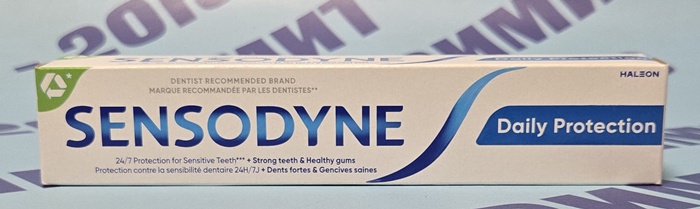 DENTIST RECOMMENDED BRAND
MARQUE RECOMMANDÉE PAR LES DENTISTES**
HALEON
SENSODYNE
Daily Protection
24/7 Protection for Sensitive Teeth*** + Strong teeth & Healthy gums
Protection contre la sensibilité dentaire 24H/7J + Dents fortes & Gencives saines